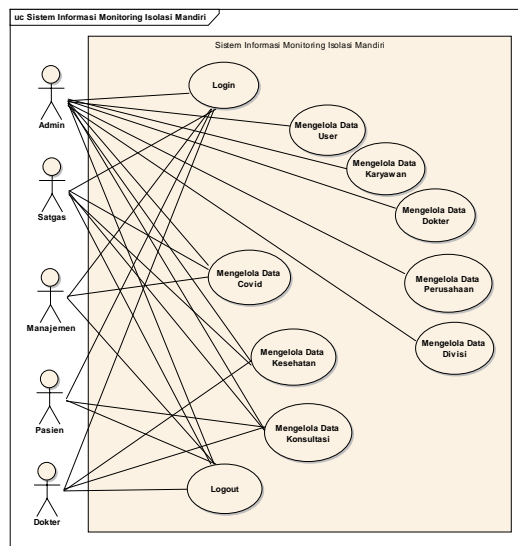 uc Sistem Informasi Monitoring Isolasi Mandiri
Sistem Informasi Monitoring Isolasi Mandiri
Admin
Satgas
Manajemen
Pasien
Dokter
Login
Mengelola Data
User
Mengelola Data
Karyawan
Mengelola Data
Dokter
Mengelola Data
Covid
Mengelola Data
Perusahaan
Mengelola Data
Divisi
Mengelola Data
Kesehatan
Mengelola Data
Konsultasi
Logout